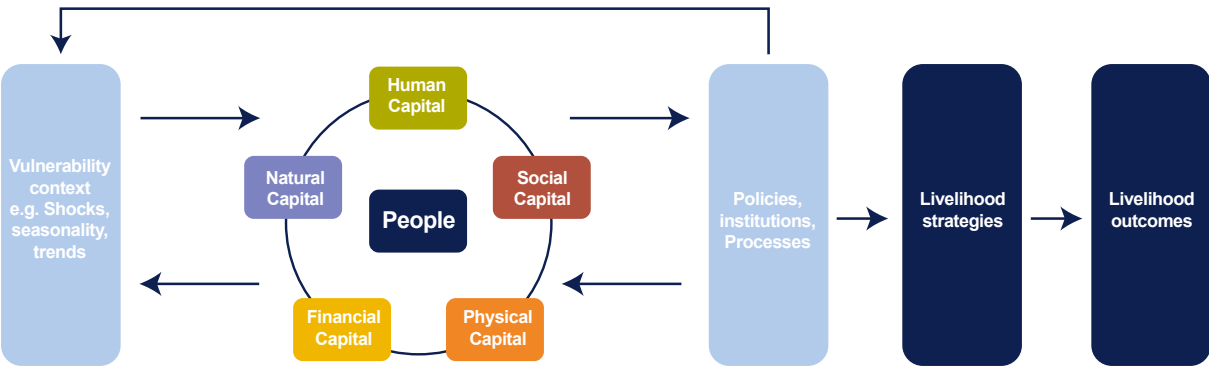 Vulnerability
context
e.g. Shocks,
seasonality,
trends
Human
Capital
Natural
Capital
Social
Capital
People
Financial
Capital
Physical
Capital
Policies,
institutions,
Processes
Livelihood
strategies
Livelihood
outcomes